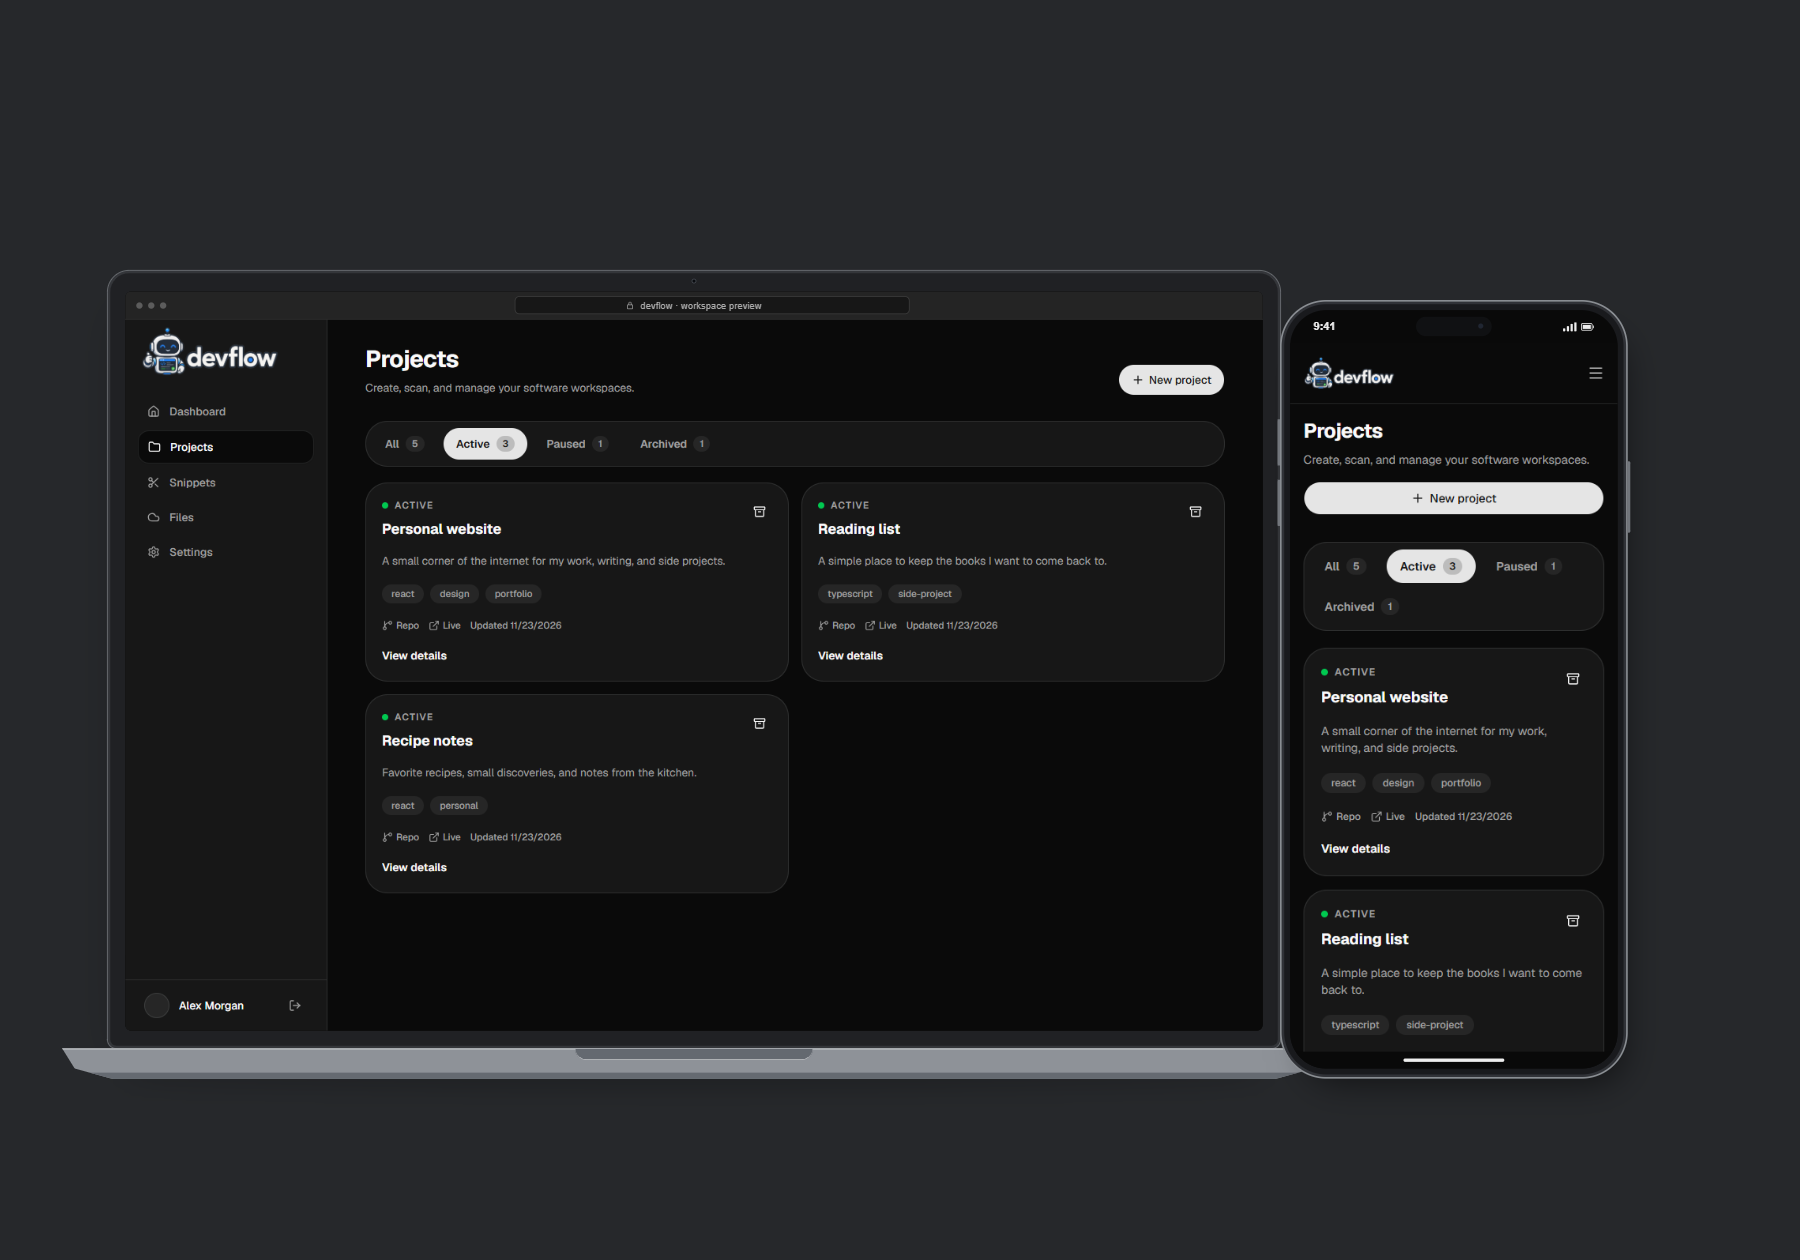 devflow · workspace preview
devflow
Dashboard
Projects
Snippets
Files
Settings
Alex Morgan
Projects
Create, scan, and manage your software workspaces.
New project
All 5 Active 3 Paused 1 Archived 1
ACTIVE
Personal website
A small corner of the internet for my work, writing, and side projects.
react design portfolio
Repo Live Updated 11/23/2026
View details
ACTIVE
Reading list
A simple place to keep the books I want to come back to.
typescript side-project
Repo Live Updated 11/23/2026
View details
ACTIVE
Recipe notes
Favorite recipes, small discoveries, and notes from the kitchen.
react personal
Repo Live Updated 11/23/2026
View details
9:41
devflow
Projects
Create, scan, and manage your software workspaces.
New project
All 5 Active 3 Paused 1
Archived 1
ACTIVE
Personal website
A small corner of the internet for my work,
writing, and side projects.
react design portfolio
Repo Live Updated 11/23/2026
View details
ACTIVE
Reading list
A simple place to keep the books I want to come
back to.
typescript side-project